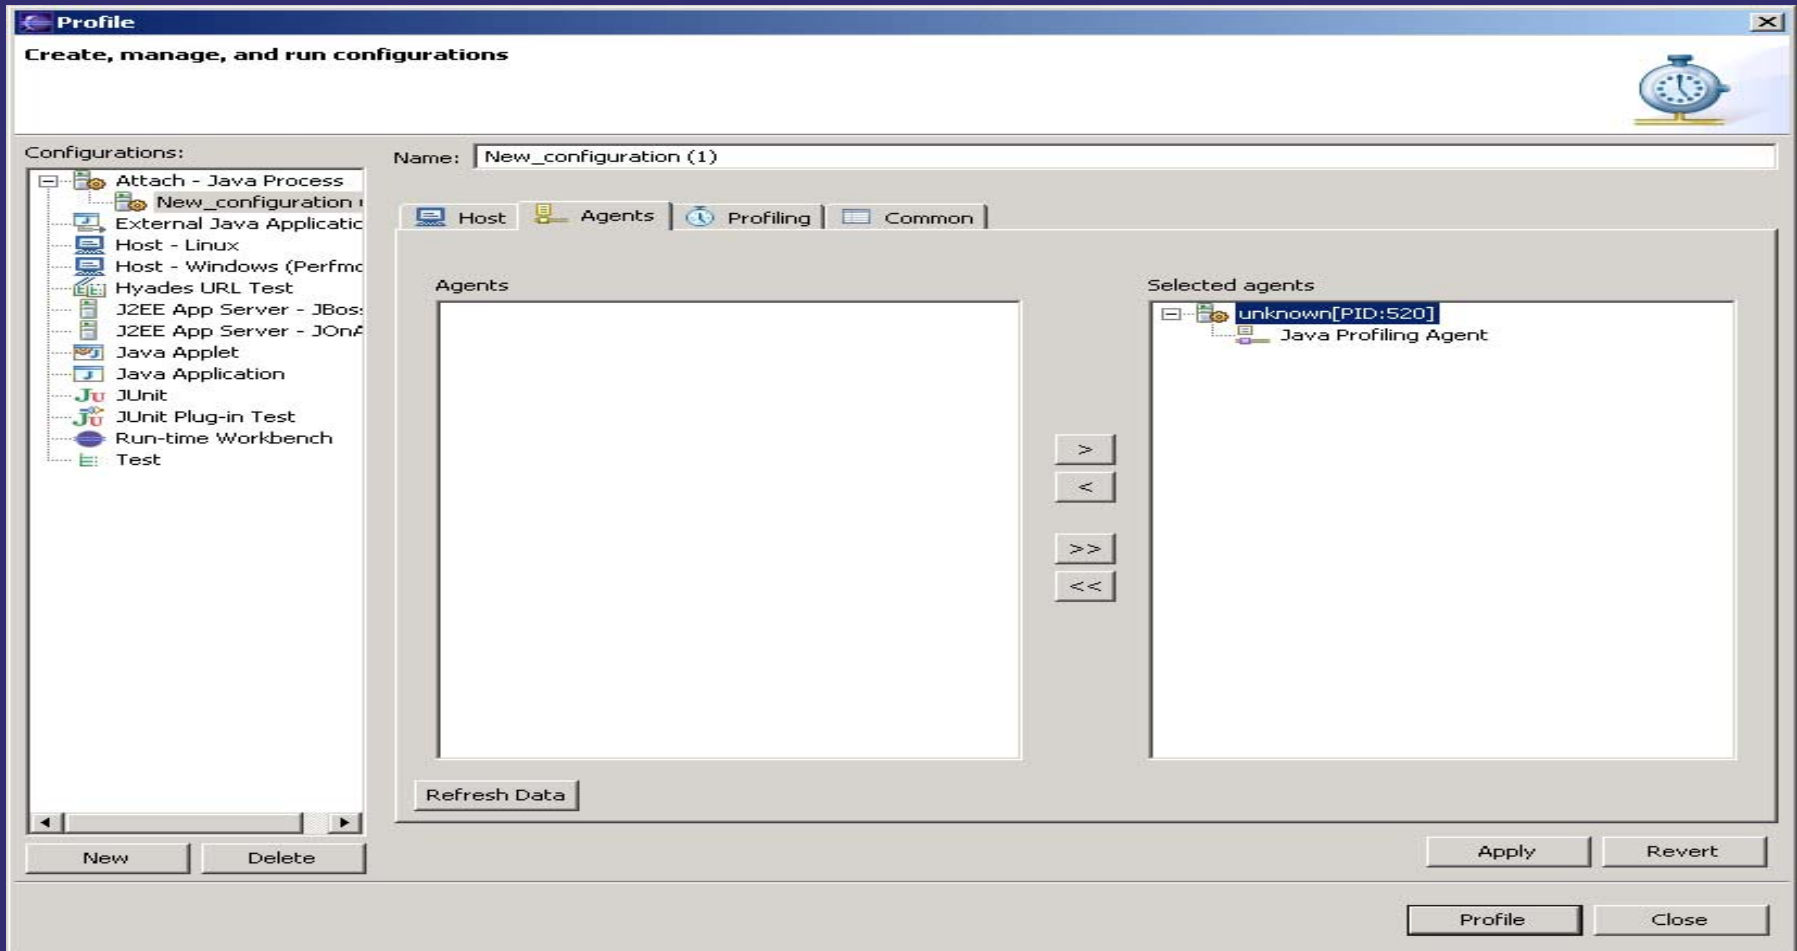 Profile
Create, manage, and run configurations
Configurations:
Attach - Java Process
New_configuration
External Java Applicatic
Host - Linux
Host - Windows (Perfmc
Hyades URL Test
J2EE App Server - JBos
J2EE App Server - JOnA
Java Applet
Java Application
JUnit
JUnit Plug-in Test
Run-time Workbench
Test
New
Delete
Name: New_configuration (1)
Host
Agents
Profiling
Common
Agents
>
<
>>
<<
Selected agents
unknown[PID:520]
Java Profiling Agent
Refresh Data
Apply
Revert
Profile
Close